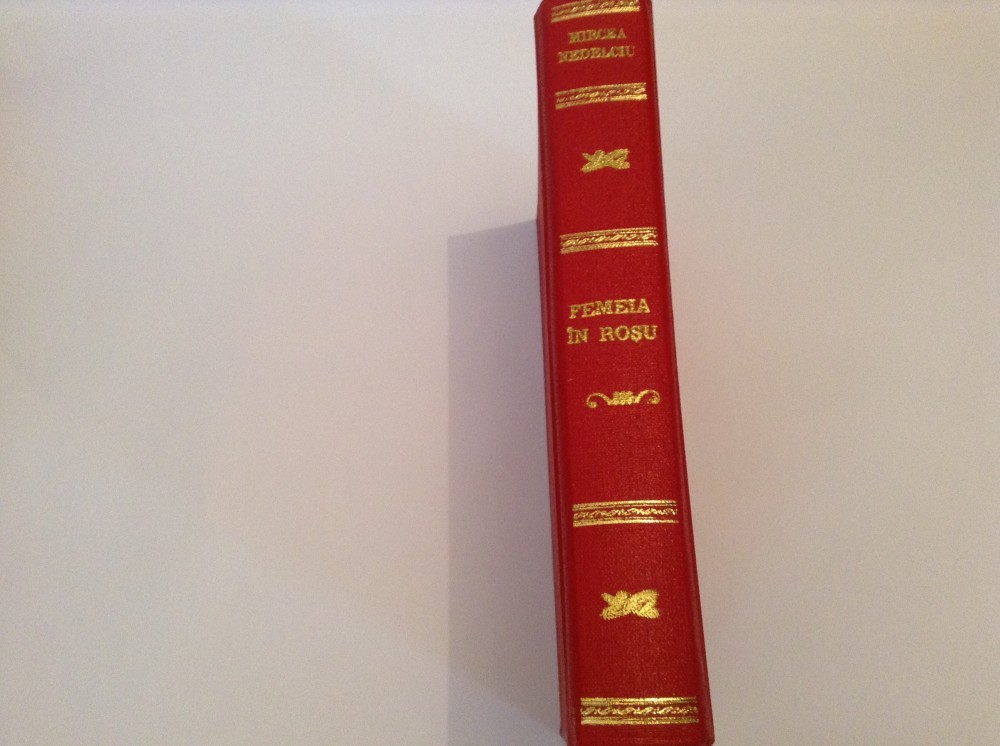 MIRCEA
NEDELCIU
FEMEIA
ÎN ROȘU